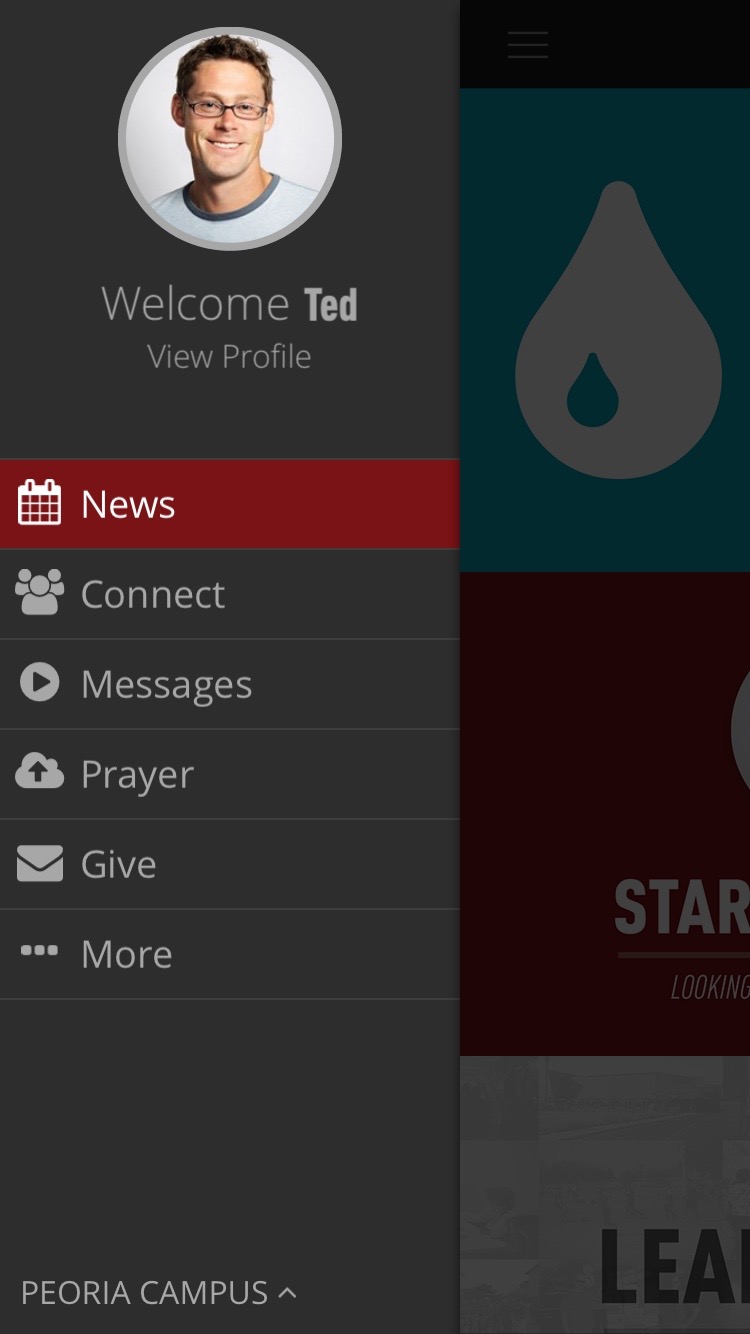 Welcome Ted
View Profile
News
Connect
Messages
Prayer
Give
More
PEORIA CAMPUS
STAR
LOOKING
LEA